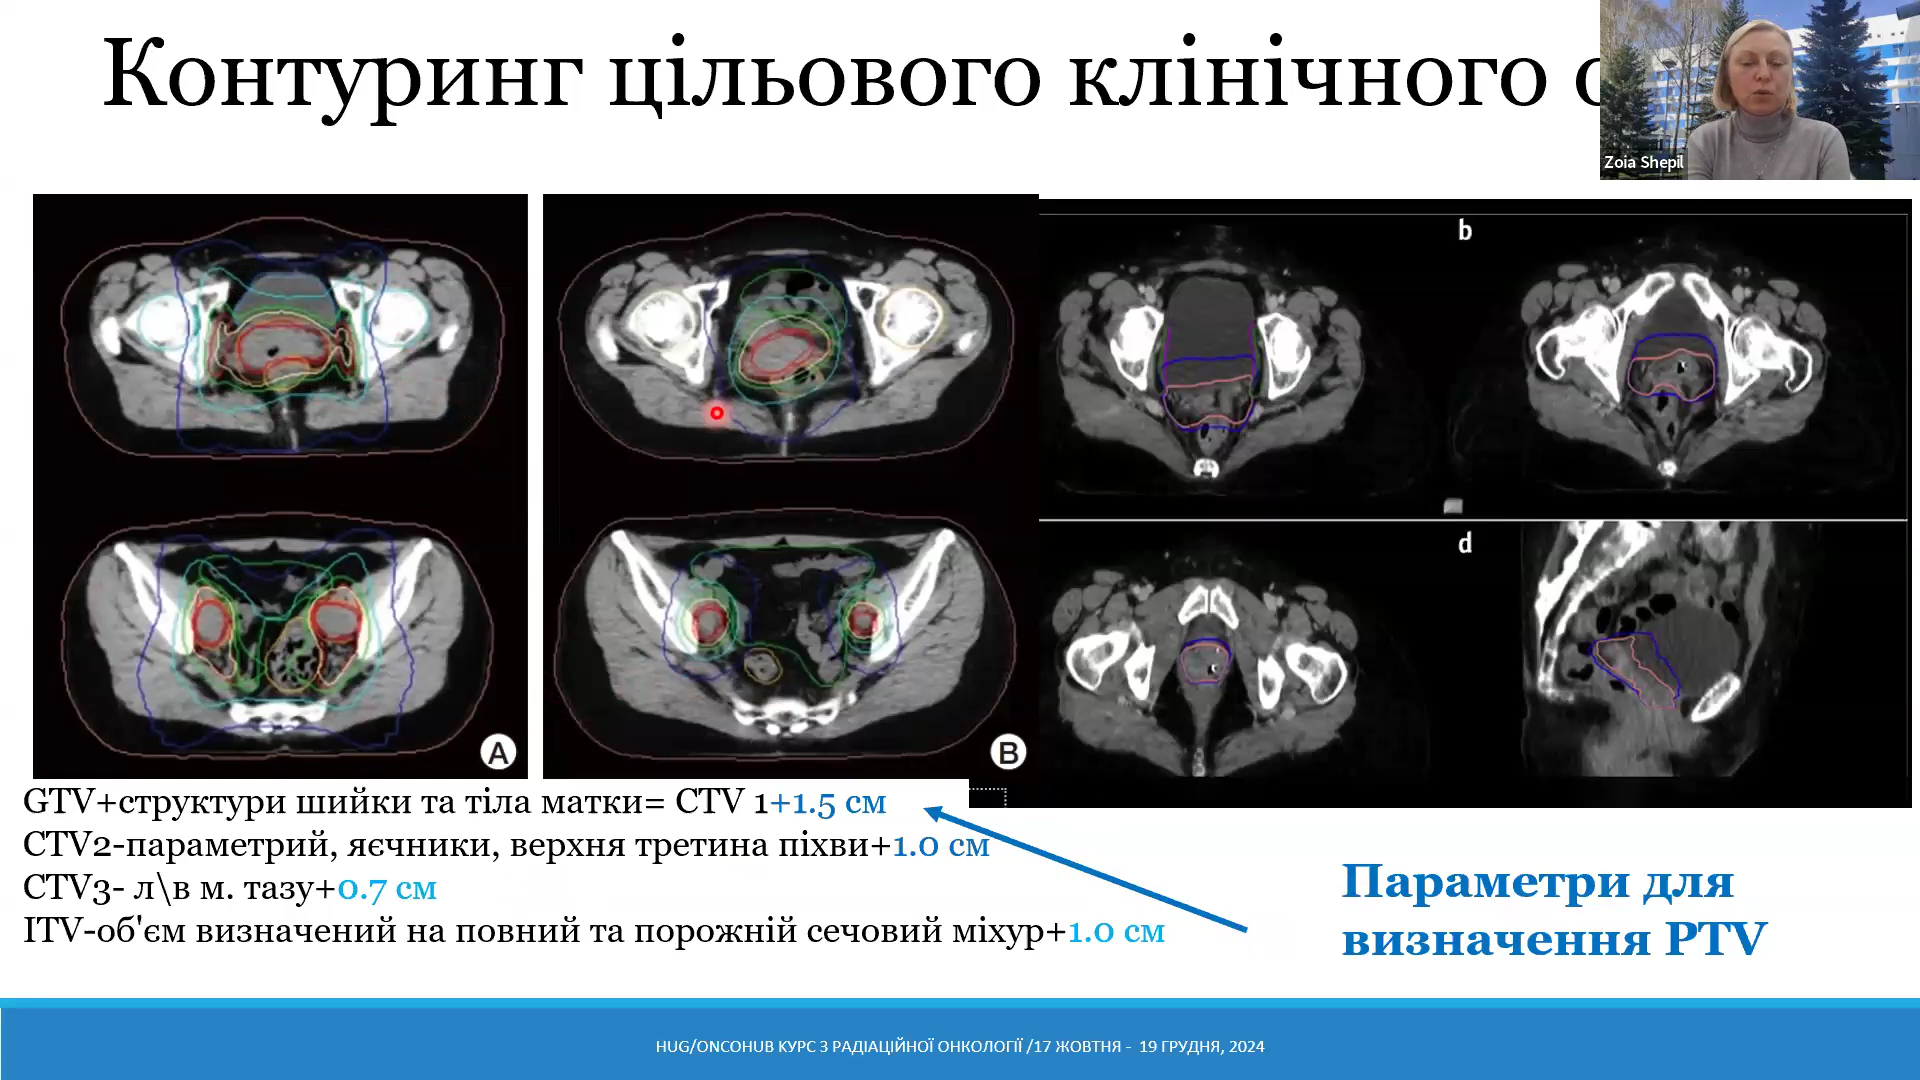 Контуринг цільового клінічного о
Zoia Shepil
b
d
A
B
GTV+структури шийки та тіла матки= CTV 1+1.5 см
CTV2-параметрий, яєчники, верхня третина піхви+1.0 см
CTV3- л\в м. тазу+0.7 см
ITV-об'єм визначений на повний та порожній сечовий міхур+1.0 см
Параметри для
визначення PTV
HUG/ONCOHUB КУРС З РАДІАЦІЙНОЇ ОНКОЛОГІЇ /17 ЖОВТНЯ - 19 ГРУДНЯ, 2024